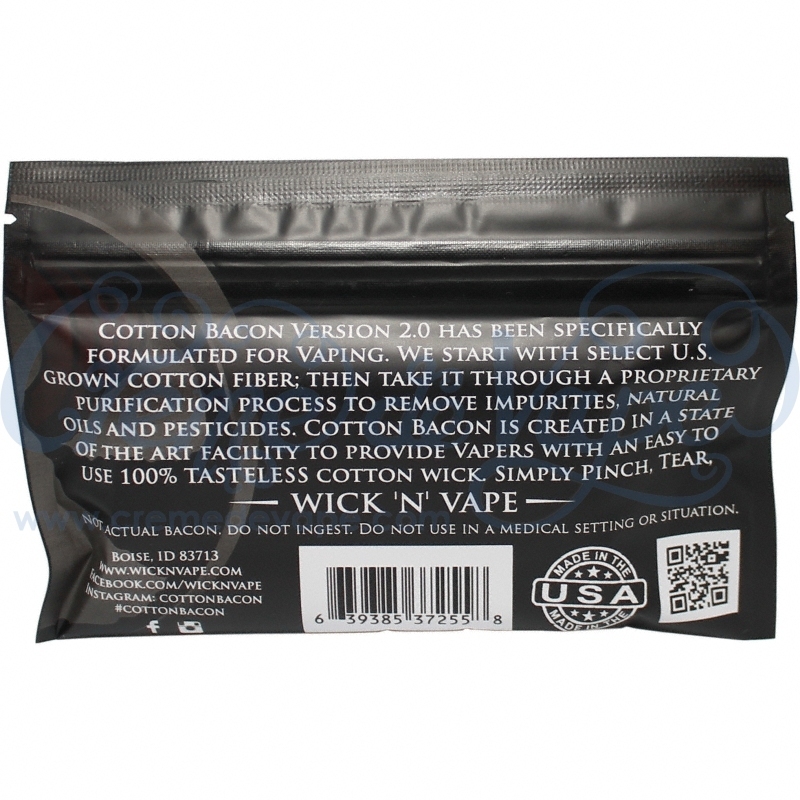 Cotton Bacon Version 2.0 has been specifically
formulated for Vaping. We start with select U.S.
grown cotton fiber; then take it through a proprietary
purification process to remove impurities, natural
oils and pesticides. Cotton Bacon is created in a state
of the art facility to provide Vapers with an easy to
use 100% TASTELESS cotton wick. Simply Pinch, Tear,
WICK 'N' VAPE
Not actual bacon. Do not ingest. Do not use in a medical setting or situation.
Boise, ID 83713
www.wicknvape.com
Facebook.com/wicknvape
Instagram: cottonbacon
#cottonbacon
6 39385 37255 8
MADE IN THE
USA
MADE IN THE